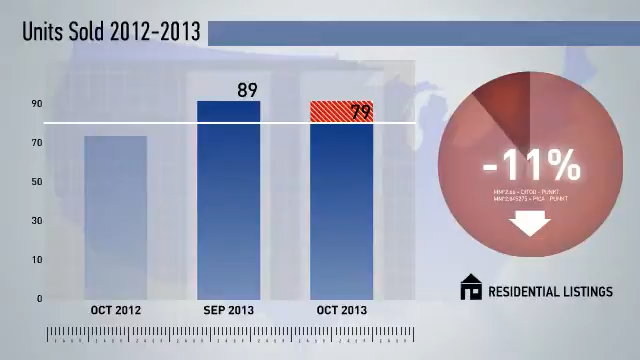 Units Sold 2012-2013
89
79
90
70
50
30
10
0
OCT 2012
SEP 2013
OCT 2013
-11%
RESIDENTIAL LISTINGS